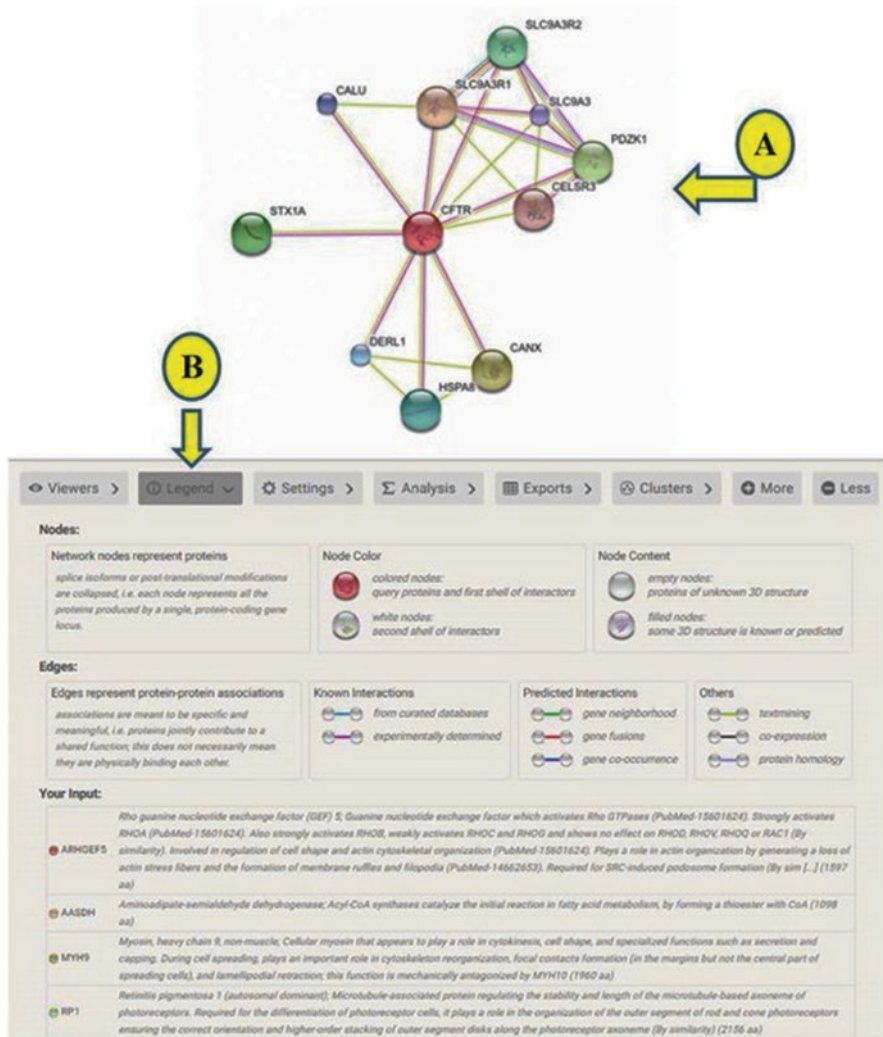 SLC9A3R2
CALU
SLC9A3R1
SLC9A3
PDZK1
A
STX1A
CFTR
CELSR3
B
DERL1
CANX
HSPA8
Viewers
Legend
Settings
Analysis
Exports
Clusters
More
Less
Nodes:
Network nodes represent proteins
splice isoforms or post-translational modifications
are collapsed, i.e. each node represents all the
proteins produced by a single, protein-coding gene
locus.
Node Color
colored nodes:
query proteins and first shell of interactors
white nodes:
second shell of interactors
Node Content
empty nodes:
proteins of unknown 3D structure
filled nodes:
some 3D structure is known or predicted
Edges:
Edges represent protein-protein associations
associations are meant to be specific and
meaningful, i.e. proteins jointly contribute to a
shared function; this does not necessarily mean
they are physically binding each other.
Known Interactions
from curated databases
experimentally determined
Predicted Interactions
gene neighborhood
gene fusions
gene co-occurrence
Others
textmining
co-expression
protein homology
Your Input:
ARHGEF5
Rho guanine nucleotide exchange factor (GEF) 5; Guanine nucleotide exchange factor which activates Rho GTPases (PubMed-15601624). Strongly activates
RHOA (PubMed-15601624). Also strongly activates RHOB, weakly activates RHOC and RHOG and shows no effect on RHOD, RHOV, RHOQ or RAC1 (By
similarity). Involved in regulation of cell shape and actin cytoskeletal organization (PubMed-15601624). Plays a role in actin organization by generating a loss of
actin stress fibers and the formation of membrane ruffles and filopodia (PubMed-14662653). Required for SRC-induced podosome formation (By sim [...] (1597
aa)
AASDH
Aminoadipate-semialdehyde dehydrogenase; Acyl-CoA synthases catalyze the initial reaction in fatty acid metabolism, by forming a thioester with CoA (1098
aa)
MYH9
Myosin, heavy chain 9, non-muscle; Cellular myosin that appears to play a role in cytokinesis, cell shape, and specialized functions such as secretion and
capping. During cell spreading, plays an important role in cytoskeleton reorganization, focal contacts formation (in the margins but not the central part of
spreading cells), and lamellipodial retraction; this function is mechanically antagonized by MYH10 (1960 aa)
RP1
Retinitis pigmentosa 1 (autosomal dominant); Microtubule-associated protein regulating the stability and length of the microtubule-based axoneme of
photoreceptors. Required for the differentiation of photoreceptor cells, it plays a role in the organization of the outer segment of rod and cone photoreceptors
ensuring the correct orientation and higher-order stacking of outer segment disks along the photoreceptor axoneme (By similarity) (2156 aa)